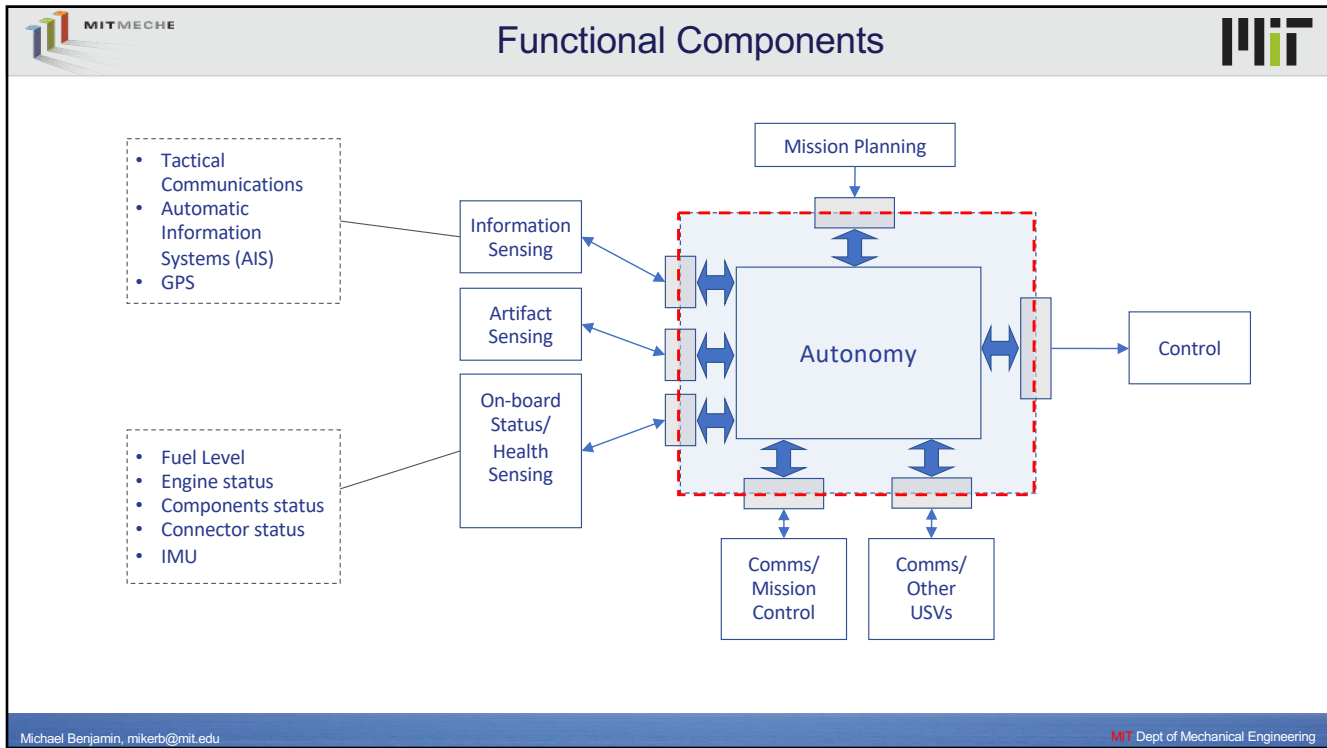 MITMECHE
Functional Components
MIT
Mission Planning
• Tactical
Communications
• Automatic
Information
Systems (AIS)
• GPS
Information
Sensing
Artifact
Sensing
On-board
Status/
Health
Sensing
Autonomy
Control
• Fuel Level
• Engine status
• Components status
• Connector status
• IMU
Comms/
Mission
Control
Comms/
Other
USVs
Michael Benjamin, mikerb@mit.edu
MIT Dept of Mechanical Engineering